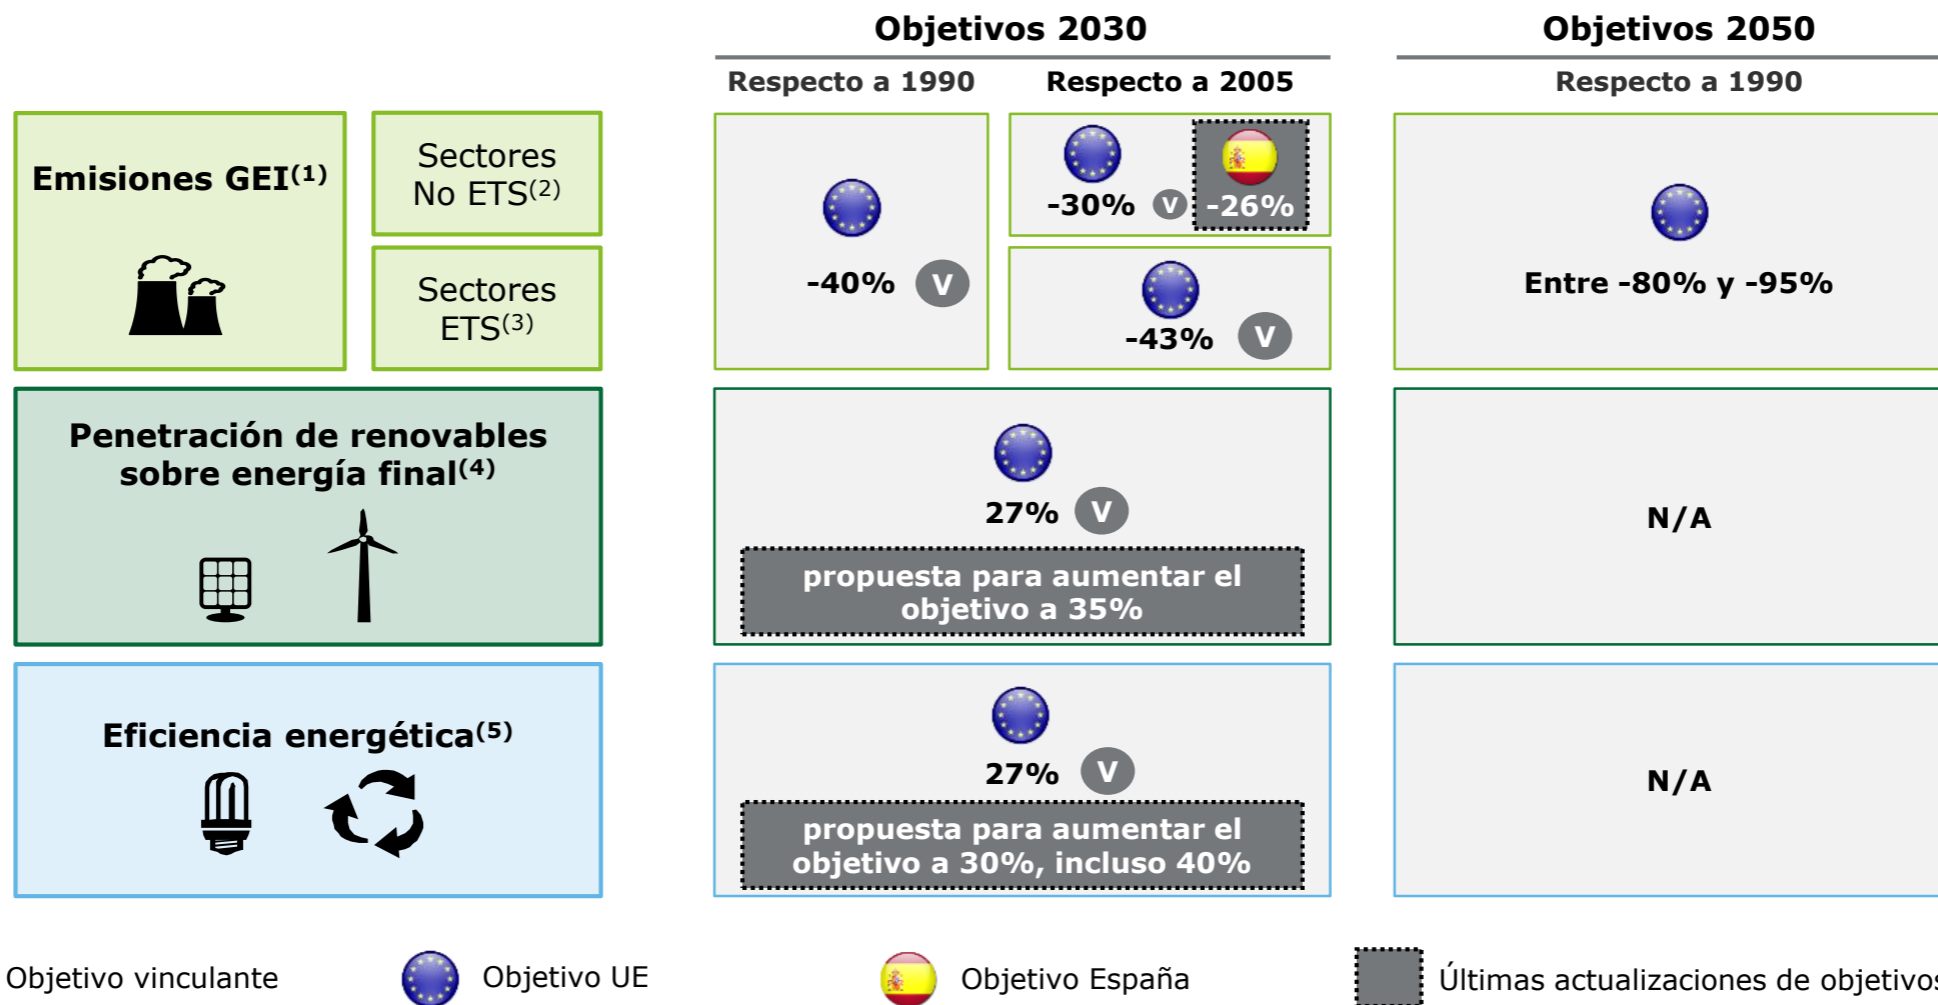 Objetivos 2030
Objetivos 2050
Respecto a 1990
Respecto a 2005
Respecto a 1990
Emisiones GEI(1)
Sectores
No ETS(2)
Sectores
ETS(3)
-40% V
-30% V
-26%
-43% V
Entre -80% y -95%
Penetración de renovables
sobre energía final(4)
27% V
propuesta para aumentar el
objetivo a 35%
N/A
Eficiencia energética(5)
27% V
propuesta para aumentar el
objetivo a 30%, incluso 40%
N/A
Objetivo vinculante
Objetivo UE
Objetivo España
Últimas actualizaciones de objetivos